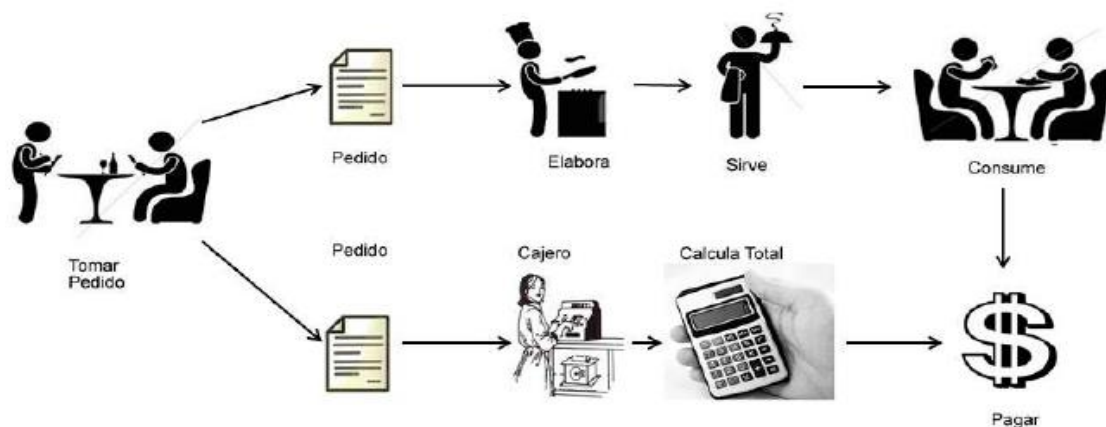 Pedido
Elabora
Sirve
Consume
Tomar
Pedido
Pedido
Cajero
Calcula Total
Pagar